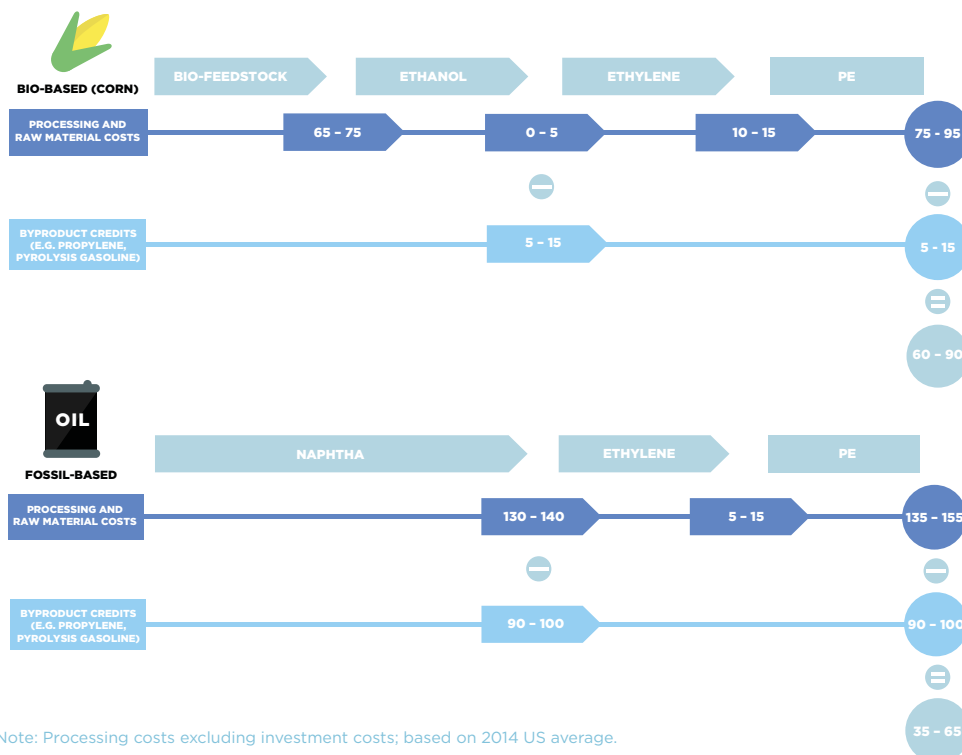 BIO-BASED (CORN)
BIO-FEEDSTOCK
ETHANOL
ETHYLENE
PE
PROCESSING AND
RAW MATERIAL COSTS
65 – 75
0 – 5
10 – 15
75 - 95
BYPRODUCT CREDITS
(E.G. PROPYLENE,
PYROLYSIS GASOLINE)
5 – 15
5 - 15
60 – 90
OIL
FOSSIL-BASED
NAPHTHA
ETHYLENE
PE
PROCESSING AND
RAW MATERIAL COSTS
130 – 140
5 – 15
135 – 155
BYPRODUCT CREDITS
(E.G. PROPYLENE,
PYROLYSIS GASOLINE)
90 – 100
90 – 100
35 – 65
Note: Processing costs excluding investment costs; based on 2014 US average.